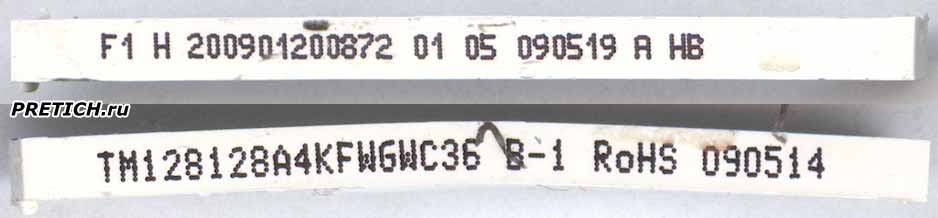 F1 H 200901200872 01 05 090519 A HB
PRETICH.ru
TM128128A4KFWGWC36 B-1 RoHS 090514